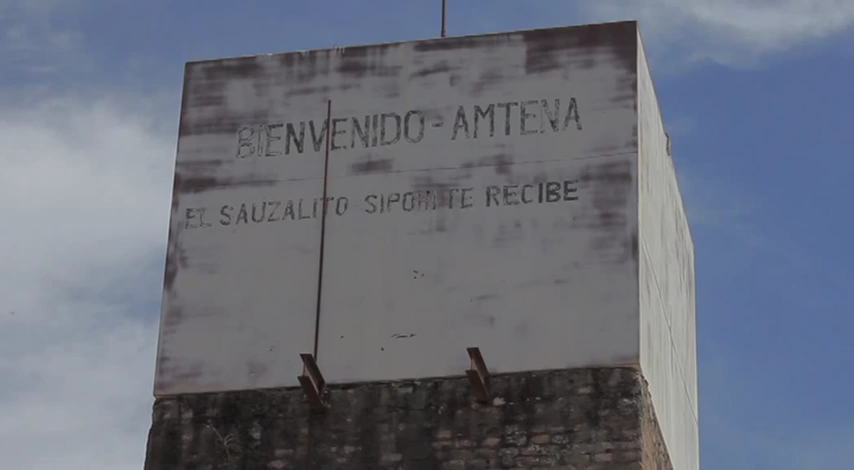 BIENVENIDO - AMTENA
EL SAUZALITO SIPOHI TE RECIBE